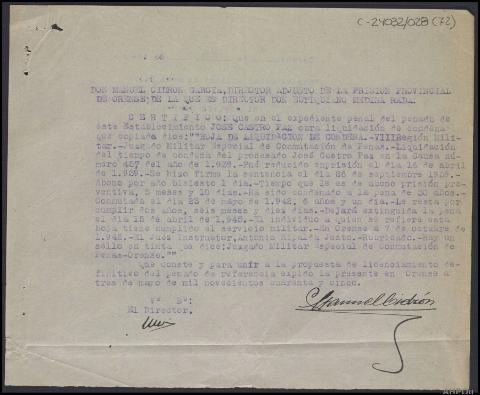 C-24032/028 (72)
DON MANUEL CIDRON GARCIA, DIRECTOR ADJUNTO DE LA PRISION PROVINCIAL
DE ORENSE; DE LA QUE ES DIRECTOR DON EUTIQUIANO MEDINA RADA.
C E R T I F I C O: Que en el expediente penal del penado de
este Establecimiento JOSE CASTRO PAZ obra liquidación de condena
que copiada dice: "HOJA DE LIQUIDACION DE CONDENA.-VIIIRegión Mili-
tar.-Juzgado Militar Especial de Conmutación de Penas.-Liquidación
del tiempo de condena del procesado José Castro Paz en la Causa nú-
mero 457 del año de 1.939.-Fué reducido a prisión el día 16 de abril
de 1.939.-Se hizo firme la sentencia el día 26 de septiembre 1939.-
Abono por año bisiesto 1 día.-Tiempo que le es de abono prisión pre-
ventiva, 5 meses y 10 días.-Ha sido condenado a la pena de 30 años.-
Conmutada el día 23 de mayo de 1.942, 6 años y un día.-Le resta por
cumplir dos años, seis meses y diez días.-Dejará extinguida la pena
el día 15 de abril de 1.945.-El individuo a quien se refiere esta
hoja tiene cumplido el servicio militar.-En Orense a 7 de octubre de
1.942.-El Juez Instructor, Antonio Justo.-Rubricado.-Hay un
sello en tinta que dice: Juzgado Militar Especial de Conmutación de
Penas-Orense.""
Que conste y para unir a la propuesta de licenciamiento de-
finitivo del penado de referencia expido la presente en Orense a
tres de mayo de mil novecientos cuarenta y cinco.
Vº Bº:
El Director,
Manuel Cidrón